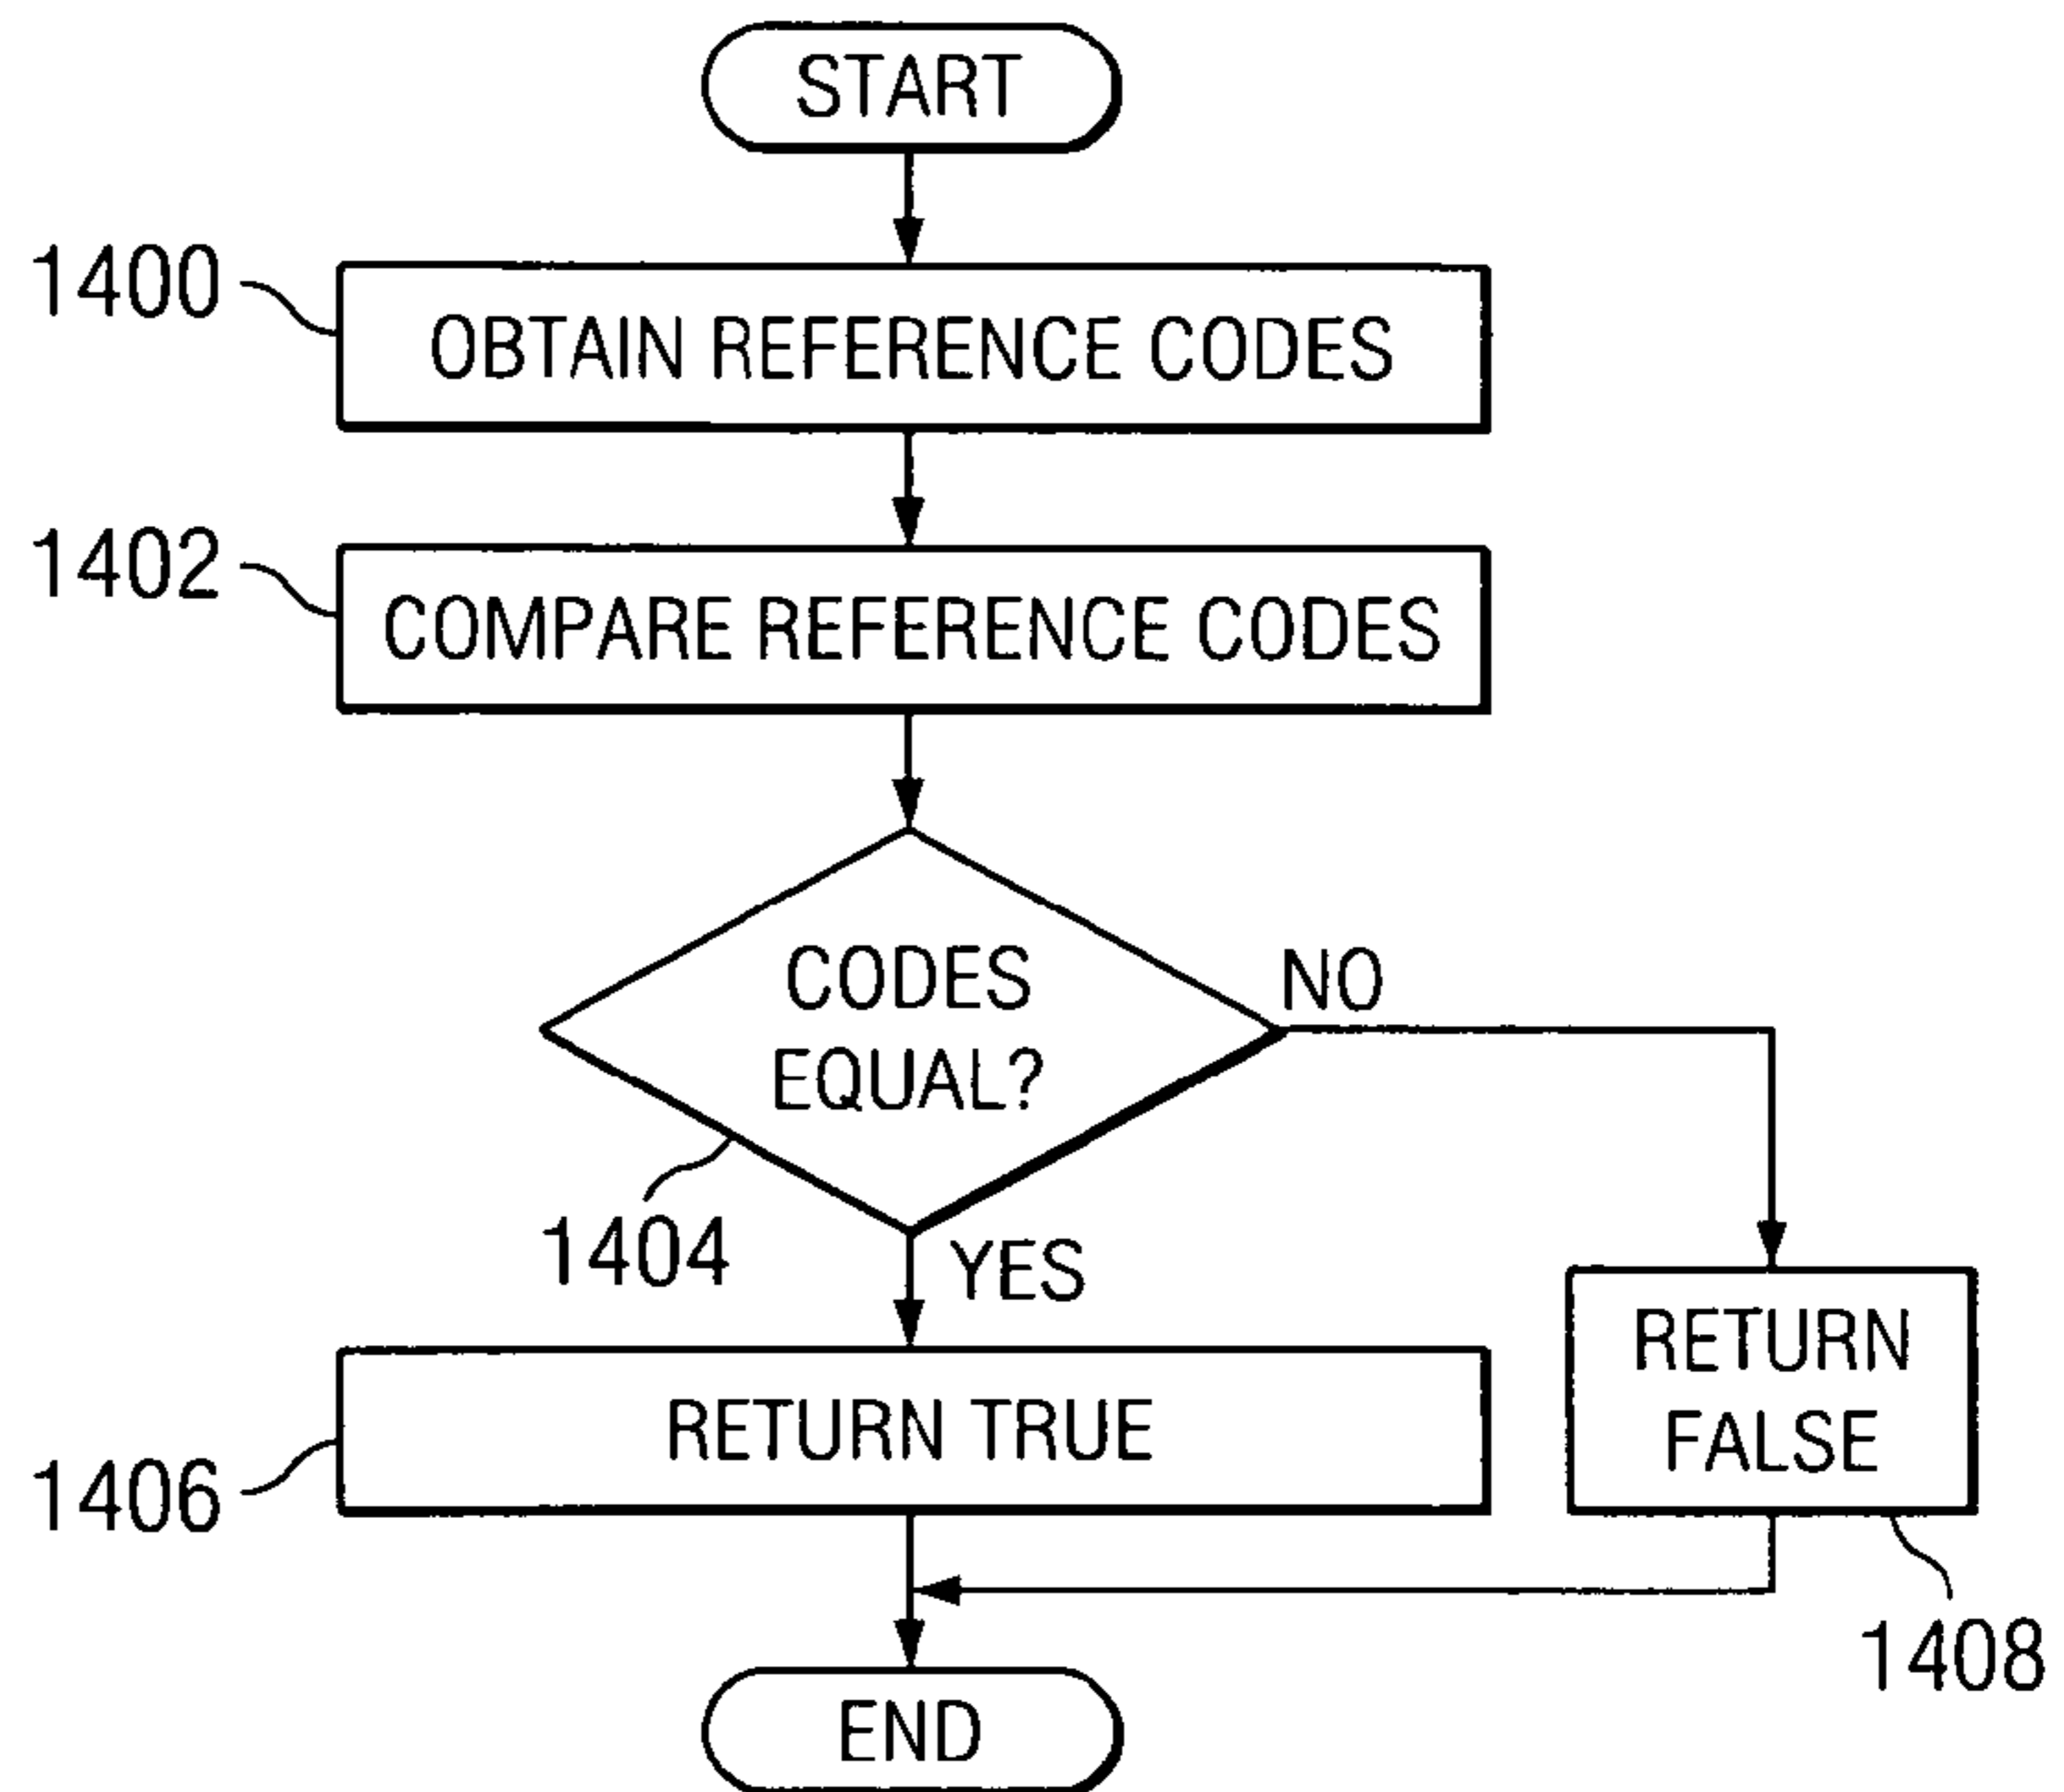 START
1400
OBTAIN REFERENCE CODES
1402
COMPARE REFERENCE CODES
CODES
EQUAL?
NO
1404
YES
RETURN TRUE
1406
RETURN
FALSE
1408
END